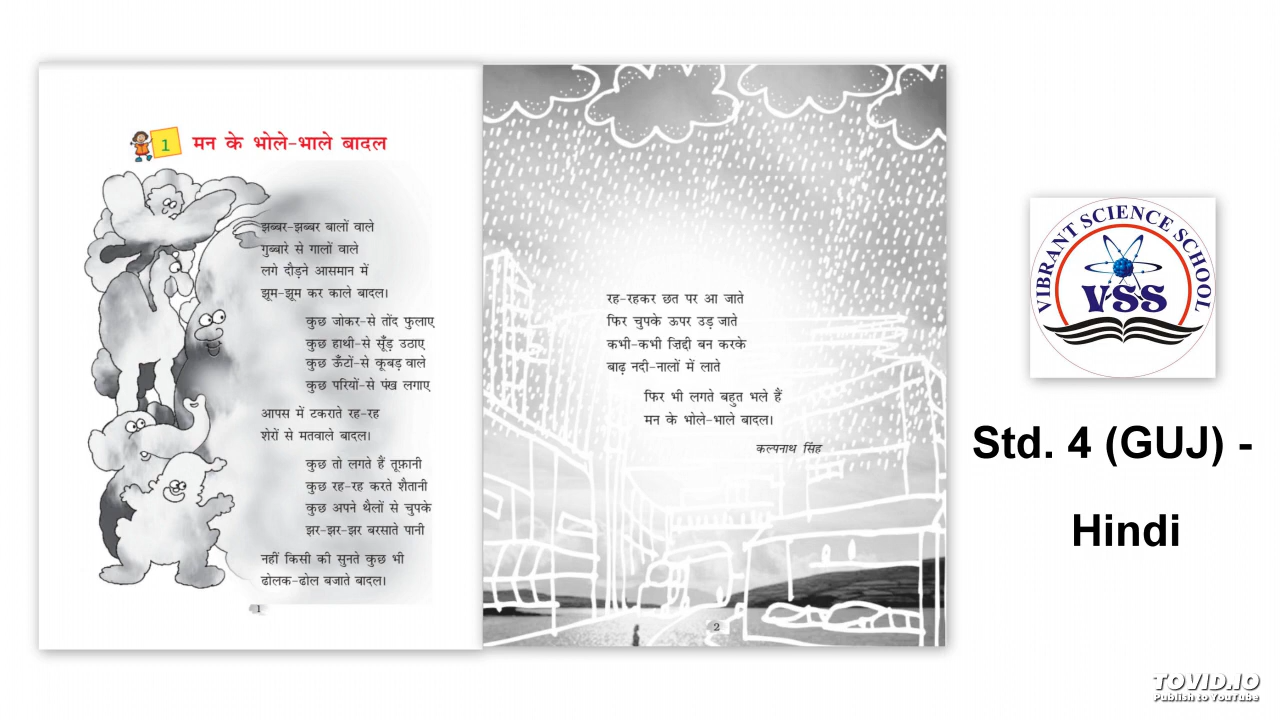 1
मन के भोले-भाले बादल
झब्बर-झब्बर बालों वाले
गुब्बारे से गालों वाले
लगे दौड़ने आसमान में
झूम-झूम कर काले बादल।
कुछ जोकर-से तोंद फुलाए
कुछ हाथी-से सूँड़ उठाए
कुछ ऊँटों-से कूबड़ वाले
कुछ परियों-से पंख लगाए
आपस में टकराते रह-रह
शेरों से मतवाले बादल।
कुछ तो लगते हैं तूफ़ानी
कुछ रह-रह करते शैतानी
कुछ अपने थैलों से चुपके
झर-झर-झर बरसाते पानी
नहीं किसी की सुनते कुछ भी
ढोलक-ढोल बजाते बादल।
1
रह-रहकर छत पर आ जाते
फिर चुपके ऊपर उड़ जाते
कभी-कभी ज़िद्दी बन करके
बाढ़ नदी-नालों में लाते
फिर भी लगते बहुत भले हैं
मन के भोले-भाले बादल।
कल्पनाथ सिंह
2
VIBRANT SCIENCE SCHOOL
VSS
Std. 4 (GUJ) -
Hindi
TOVID.IO
Publish to YouTube